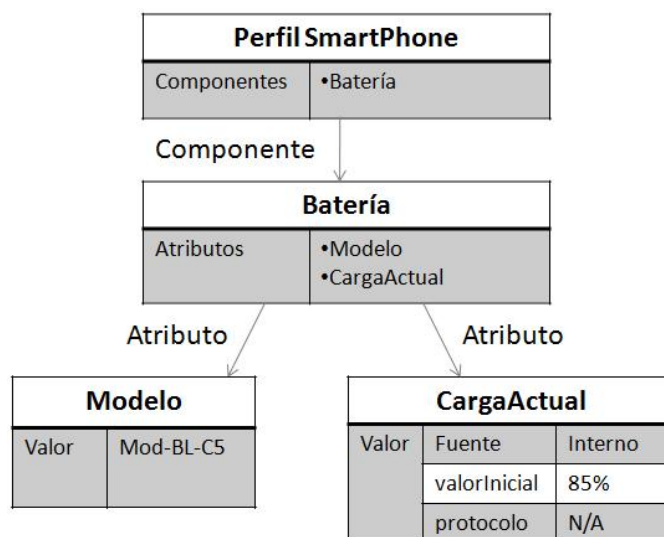 Perfil SmartPhone
Componentes •Batería
Componente
Batería
Atributos •Modelo
•CargaActual
Atributo Atributo
Modelo
Valor Mod-BL-C5
CargaActual
Valor Fuente Interno
valorInicial 85%
protocolo N/A